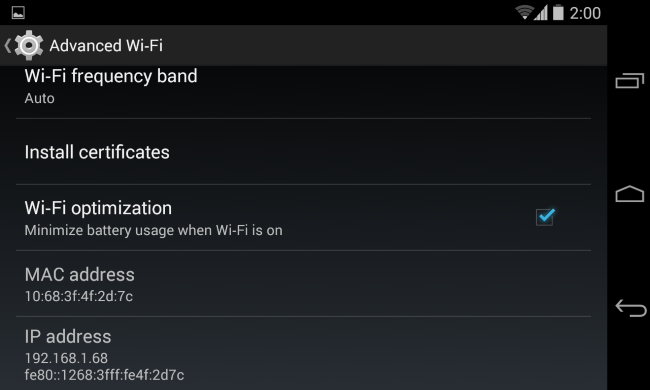 2:00
Advanced Wi-Fi
Wi-Fi frequency band
Auto
Install certificates
Wi-Fi optimization
Minimize battery usage when Wi-Fi is on
MAC address
10:68:3f:4f:2d:7c
IP address
192.168.1.68
fe80::1268:3fff:fe4f:2d7c